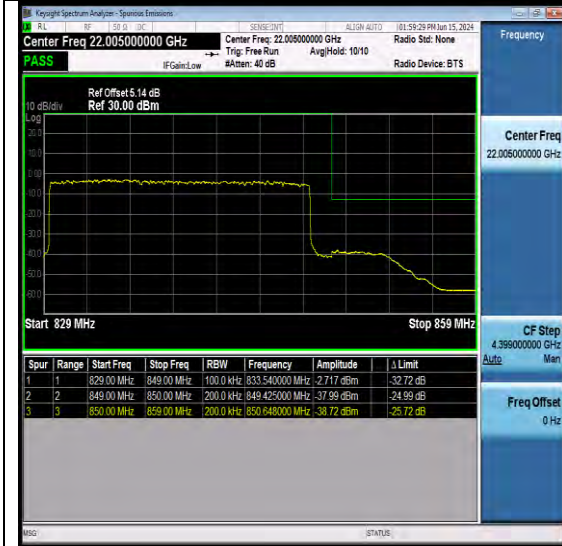 Keysight Spectrum Analyzer - Spurious Emissions
RL RF 50 Ω DC SENSE:INT ALIGN AUTO 01:59:29 PM Jun 15, 2024
Center Freq 22.005000000 GHz
Center Freq: 22.005000000 GHz
Radio Std: None
Trig: Free Run Avg|Hold: 10/10
PASS
IFGain:Low
#Atten: 40 dB
Radio Device: BTS
Ref Offset 5.14 dB
10 dB/div Ref 30.00 dBm
Log
20.0
10.0
0.00
-10.0
-20.0
-30.0
-40.0
-50.0
-60.0
Start 829 MHz Stop 859 MHz
Spur Range Start Freq Stop Freq RBW Frequency Amplitude Δ Limit
1 1 829.00 MHz 849.00 MHz 100.0 kHz 833.540000 MHz -2.717 dBm -32.72 dB
2 2 849.00 MHz 850.00 MHz 200.0 kHz 849.425000 MHz -37.99 dBm -24.99 dB
3 3 850.00 MHz 859.00 MHz 200.0 kHz 850.648000 MHz -38.72 dBm -25.72 dB
Frequency
Center Freq
22.005000000 GHz
CF Step
4.399000000 GHz
Auto Man
Freq Offset
0 Hz
MSG STATUS